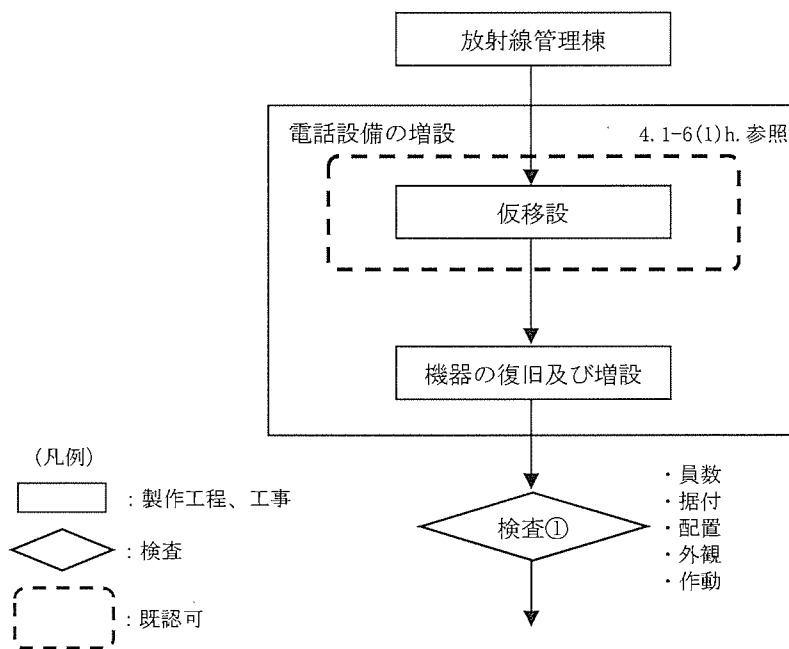 放射線管理棟
電話設備の増設 4.1-6(1)h.参照
仮移設
機器の復旧及び増設
検査①
・員数
・据付
・配置
・外観
・作動
(凡例)
：製作工程、工事
：検査
：既認可